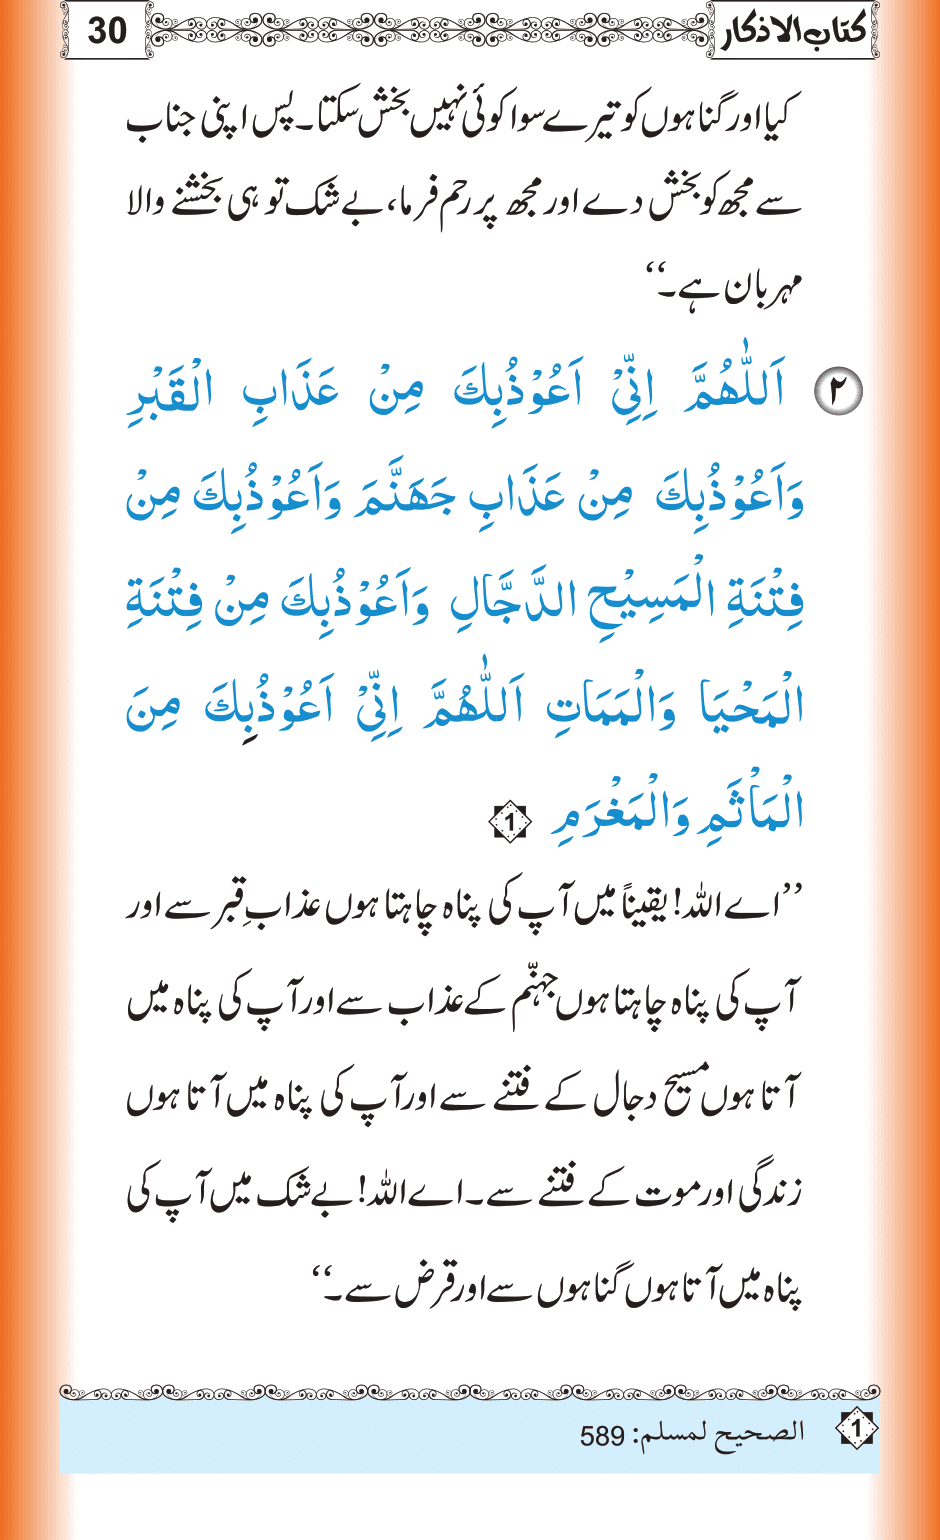 كتاب الاذكار
30
کیا اور گناہوں کو تیرے سوا کوئی نہیں بخش سکتا۔ پس اپنی جناب
سے مجھ کو بخش دے اور مجھ پر رحم فرما، بے شک تو ہی بخشنے والا
مہربان ہے۔‘‘
٢ اَللّٰهُمَّ اِنِّيْ اَعُوْذُبِكَ مِنْ عَذَابِ الْقَبْرِ
وَاَعُوْذُبِكَ مِنْ عَذَابِ جَهَنَّمَ وَاَعُوْذُبِكَ مِنْ
فِتْنَةِ الْمَسِيْحِ الدَّجَّالِ وَاَعُوْذُبِكَ مِنْ فِتْنَةِ
الْمَحْيَا وَالْمَمَاتِ اَللّٰهُمَّ اِنِّيْ اَعُوْذُبِكَ مِنَ
الْمَأْثَمِ وَالْمَغْرَمِ 1
’’اے اللہ! یقیناً میں آپ کی پناہ چاہتا ہوں عذابِ قبر سے اور
آپ کی پناہ چاہتا ہوں جہنّم کے عذاب سے اور آپ کی پناہ میں
آتا ہوں مسیح دجال کے فتنے سے اور آپ کی پناہ میں آتا ہوں
زندگی اور موت کے فتنے سے۔ اے اللہ! بے شک میں آپ کی
پناہ میں آتا ہوں گناہوں سے اور قرض سے۔‘‘
1 الصحيح لمسلم: 589